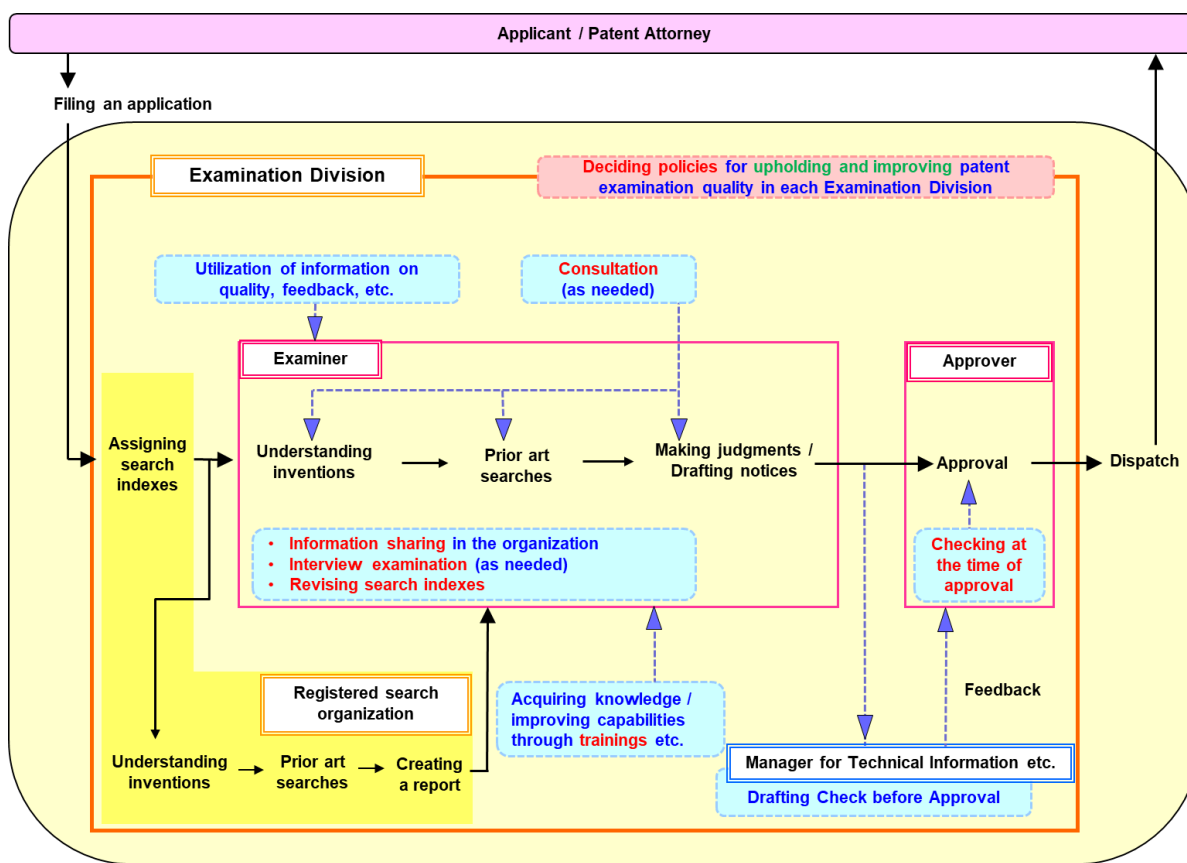 Applicant / Patent Attorney
Filing an application
Examination Division
Deciding policies for upholding and improving patent
examination quality in each Examination Division
Utilization of information on
quality, feedback, etc.
Consultation
(as needed)
Examiner
Approver
Assigning
search
indexes
Understanding
inventions
Prior art
searches
Making judgments /
Drafting notices
Approval
Dispatch
• Information sharing in the organization
• Interview examination (as needed)
• Revising search indexes
Checking at
the time of
approval
Registered search
organization
Acquiring knowledge /
improving capabilities
through trainings etc.
Feedback
Understanding
inventions
Prior art
searches
Creating
a report
Manager for Technical Information etc.
Drafting Check before Approval